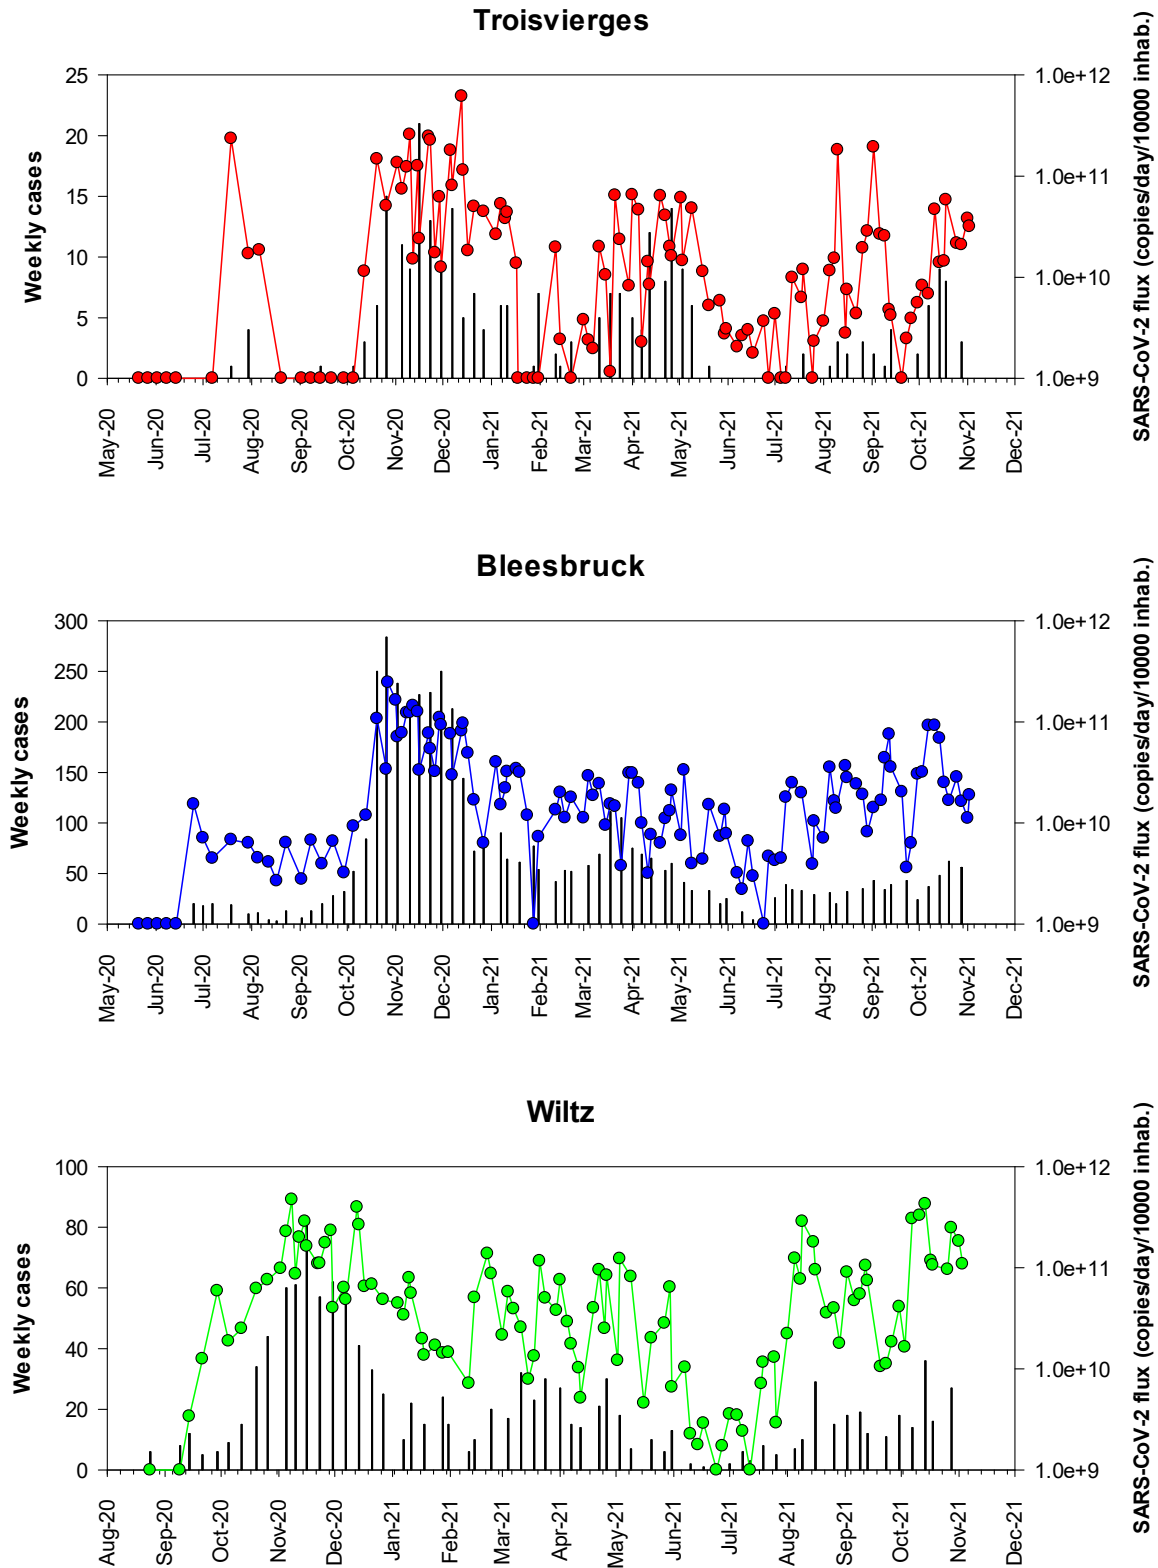 Troisvierges
Weekly cases
25
20
15
10
5
0
1.0e+12
1.0e+11
1.0e+10
1.0e+9
SARS-CoV-2 flux (copies/day/10000 inhab.)
May-20
Jun-20
Jul-20
Aug-20
Sep-20
Oct-20
Nov-20
Dec-20
Jan-21
Feb-21
Mar-21
Apr-21
May-21
Jun-21
Jul-21
Aug-21
Sep-21
Oct-21
Nov-21
Dec-21
Bleesbruck
Weekly cases
300
250
200
150
100
50
0
1.0e+12
1.0e+11
1.0e+10
1.0e+9
SARS-CoV-2 flux (copies/day/10000 inhab.)
May-20
Jun-20
Jul-20
Aug-20
Sep-20
Oct-20
Nov-20
Dec-20
Jan-21
Feb-21
Mar-21
Apr-21
May-21
Jun-21
Jul-21
Aug-21
Sep-21
Oct-21
Nov-21
Dec-21
Wiltz
Weekly cases
100
80
60
40
20
0
1.0e+12
1.0e+11
1.0e+10
1.0e+9
SARS-CoV-2 flux (copies/day/10000 inhab.)
Aug-20
Sep-20
Oct-20
Nov-20
Dec-20
Jan-21
Feb-21
Mar-21
Apr-21
May-21
Jun-21
Jul-21
Aug-21
Sep-21
Oct-21
Nov-21
Dec-21